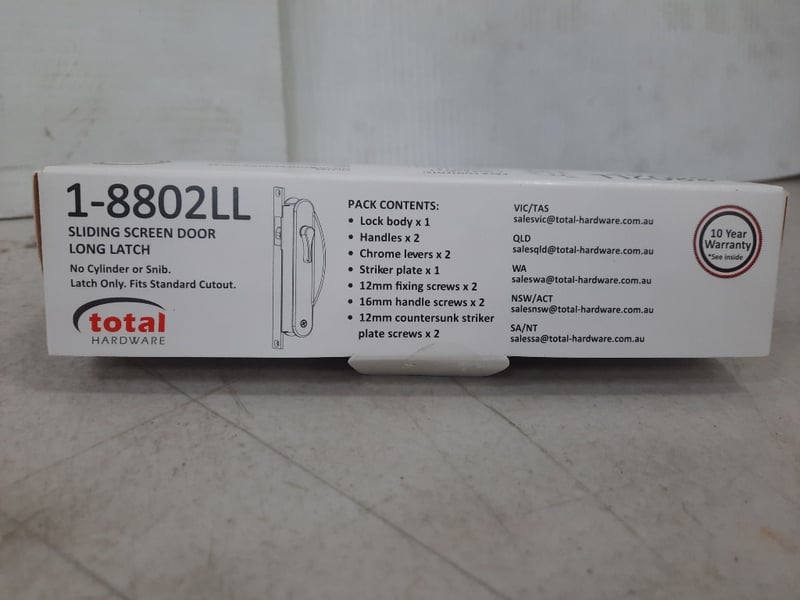 1-8802LL
SLIDING SCREEN DOOR
LONG LATCH
No Cylinder or Snib.
Latch Only. Fits Standard Cutout.
total
HARDWARE
PACK CONTENTS:
• Lock body x 1
• Handles x 2
• Chrome levers x 2
• Striker plate x 1
• 12mm fixing screws x 2
• 16mm handle screws x 2
• 12mm countersunk striker
plate screws x 2
VIC/TAS
salesvic@total-hardware.com.au
QLD
salesqld@total-hardware.com.au
WA
saleswa@total-hardware.com.au
NSW/ACT
salesnsw@total-hardware.com.au
SA/NT
salessa@total-hardware.com.au
10 Year
Warranty
*See inside